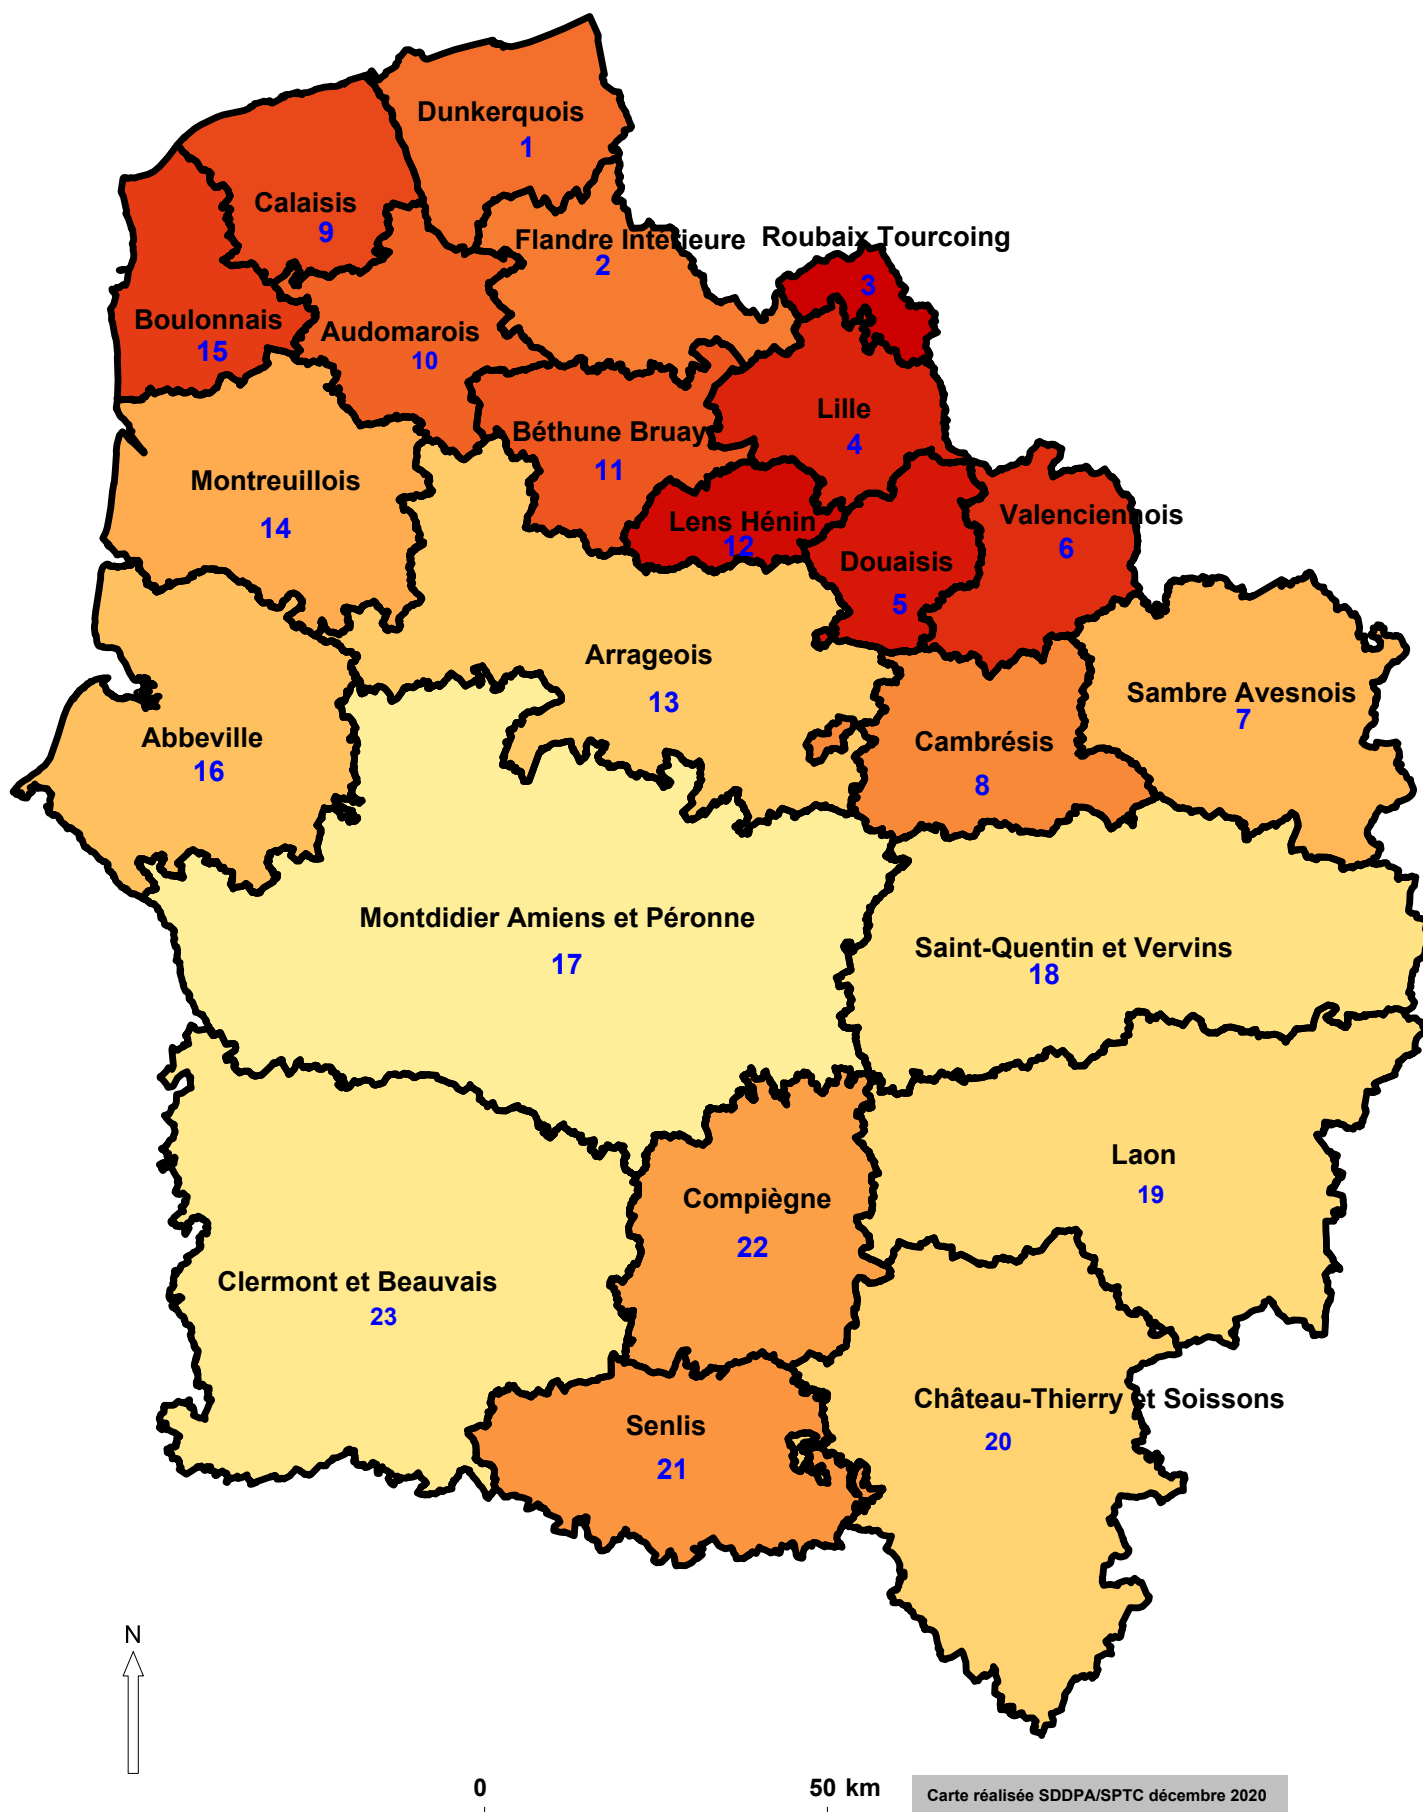 Dunkerquois
1
Calaisis
9
Flandre Intérieure
2
Roubaix Tourcoing
3
Boulonnais
15
Audomarois
10
Lille
4
Béthune Bruay
11
Montreuillois
14
Lens Hénin
12
Valenciennois
6
Douaisis
5
Arrageois
13
Sambre Avesnois
7
Abbeville
16
Cambrésis
8
Montdidier Amiens et Péronne
17
Saint-Quentin et Vervins
18
Laon
19
Compiègne
22
Clermont et Beauvais
23
Château-Thierry et Soissons
20
Senlis
21
N
0
50 km
Carte réalisée SDDPA/SPTC décembre 2020